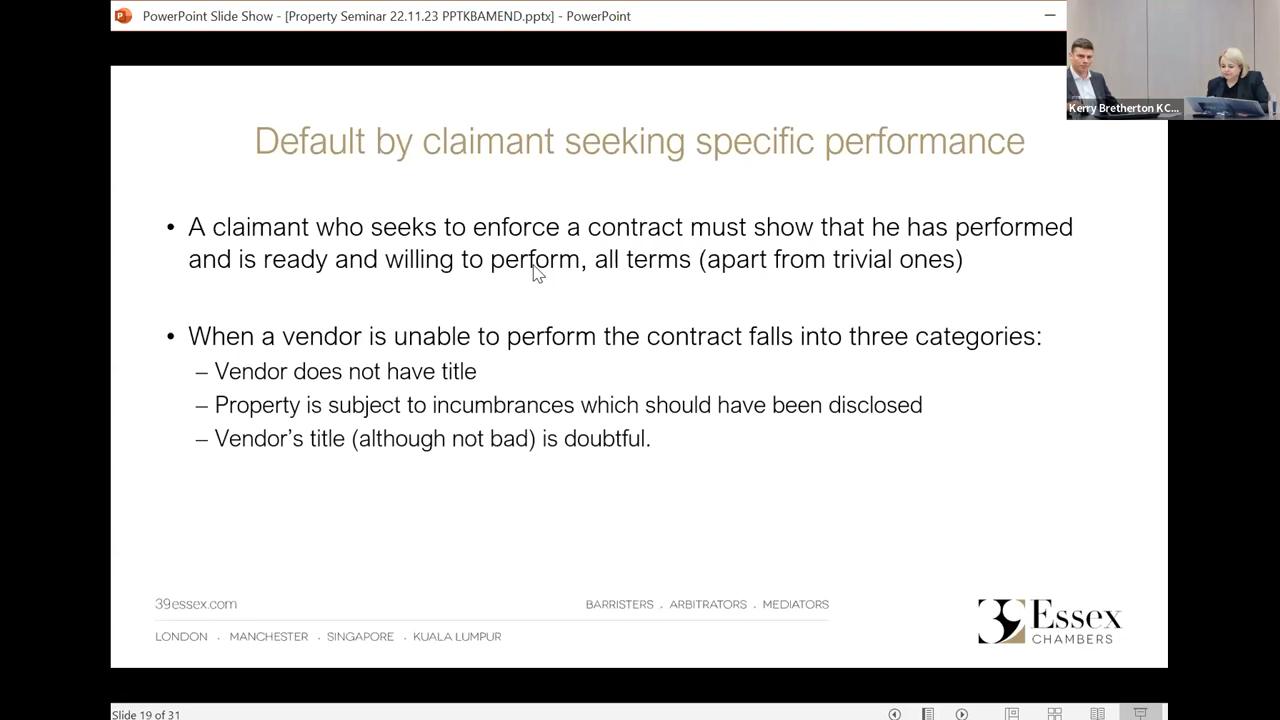 PowerPoint Slide Show - [Property Seminar 22.11.23 PPTKBAMEND.pptx] - PowerPoint
Kerry Bretherton KC...
Default by claimant seeking specific performance
• A claimant who seeks to enforce a contract must show that he has performed
and is ready and willing to perform, all terms (apart from trivial ones)
• When a vendor is unable to perform the contract falls into three categories:
– Vendor does not have title
– Property is subject to incumbrances which should have been disclosed
– Vendor's title (although not bad) is doubtful.
39essex.com
BARRISTERS . ARBITRATORS . MEDIATORS
LONDON . MANCHESTER . SINGAPORE . KUALA LUMPUR
39 Essex
CHAMBERS
Slide 19 of 31